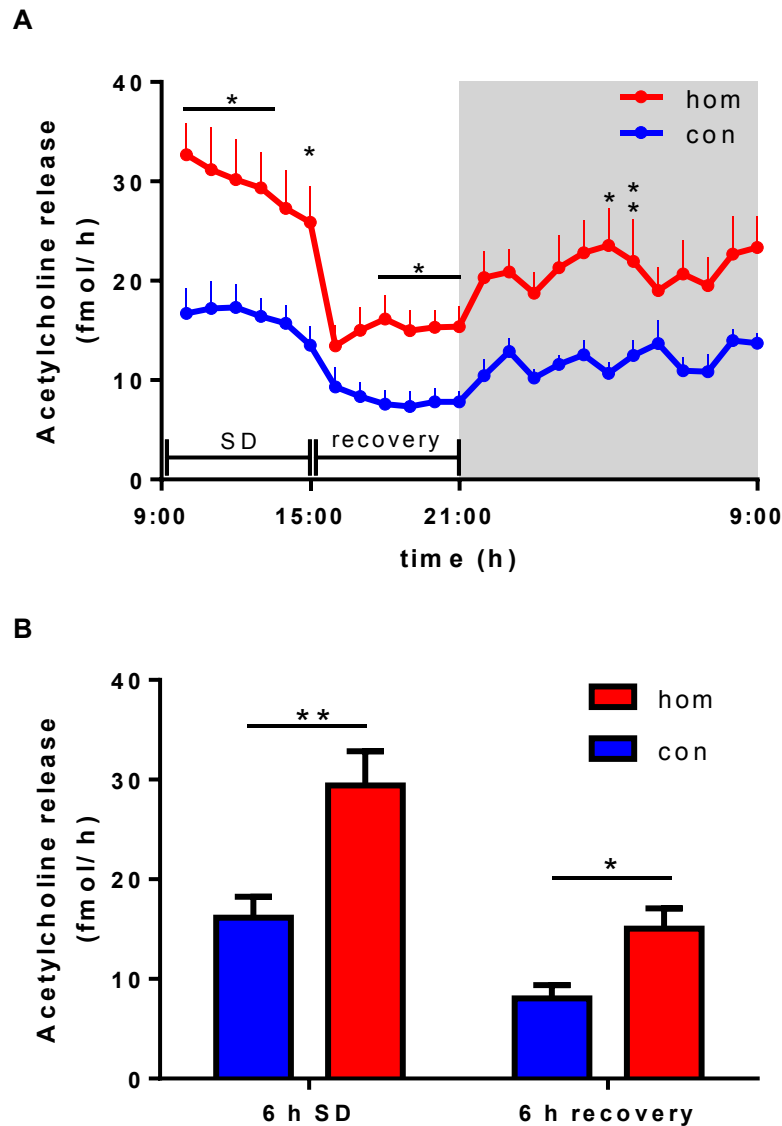 A
Acetylcholine release
(fmol/h)
40
30
20
10
0
*
*
*
*
*
*
hom
con
SD
recovery
9:00
15:00
21:00
9:00
time (h)
B
Acetylcholine release
(fmol/h)
40
30
20
10
0
**
*
hom
con
6 h SD
6 h recovery